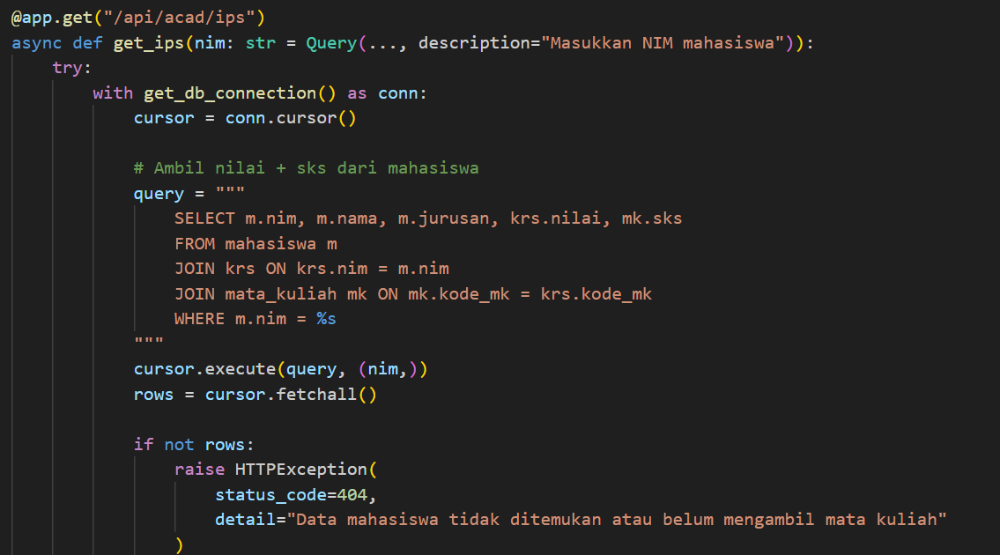 @app.get("/api/acad/ips")
async def get_ips(nim: str = Query(..., description="Masukkan NIM mahasiswa")):
    try:
        with get_db_connection() as conn:
            cursor = conn.cursor()

            # Ambil nilai + sks dari mahasiswa
            query = """
                SELECT m.nim, m.nama, m.jurusan, krs.nilai, mk.sks
                FROM mahasiswa m
                JOIN krs ON krs.nim = m.nim
                JOIN mata_kuliah mk ON mk.kode_mk = krs.kode_mk
                WHERE m.nim = %s
            """
            cursor.execute(query, (nim,))
            rows = cursor.fetchall()

            if not rows:
                raise HTTPException(
                    status_code=404,
                    detail="Data mahasiswa tidak ditemukan atau belum mengambil mata kuliah"
                )